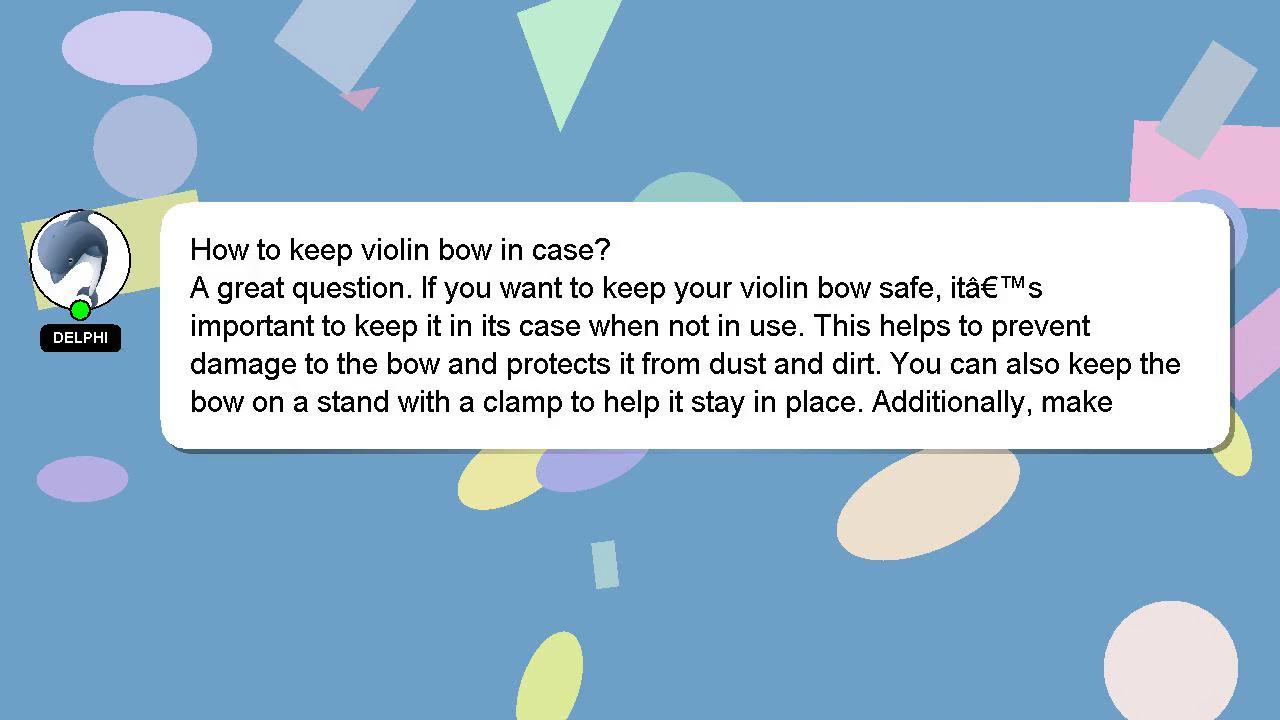 How to keep violin bow in case?
A great question. If you want to keep your violin bow safe, itâ€™s
important to keep it in its case when not in use. This helps to prevent
damage to the bow and protects it from dust and dirt. You can also keep the
bow on a stand with a clamp to help it stay in place. Additionally, make
DELPHI